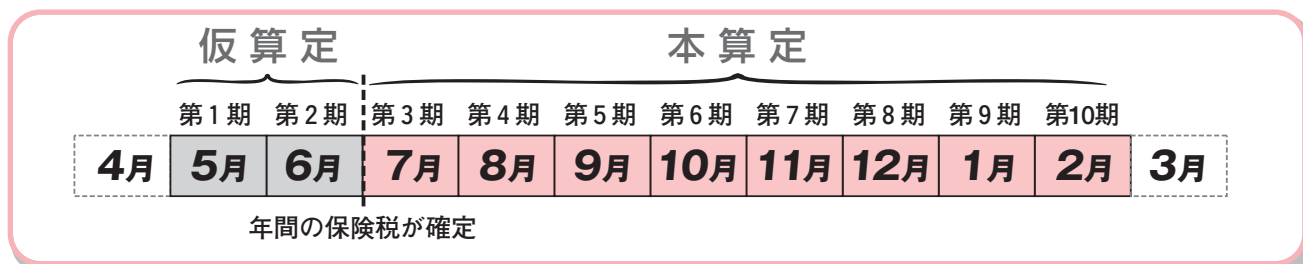 仮算定 本算定
第1期 第2期 第3期 第4期 第5期 第6期 第7期 第8期 第9期 第10期
4月 5月 6月 7月 8月 9月 10月 11月 12月 1月 2月 3月
年間の保険税が確定